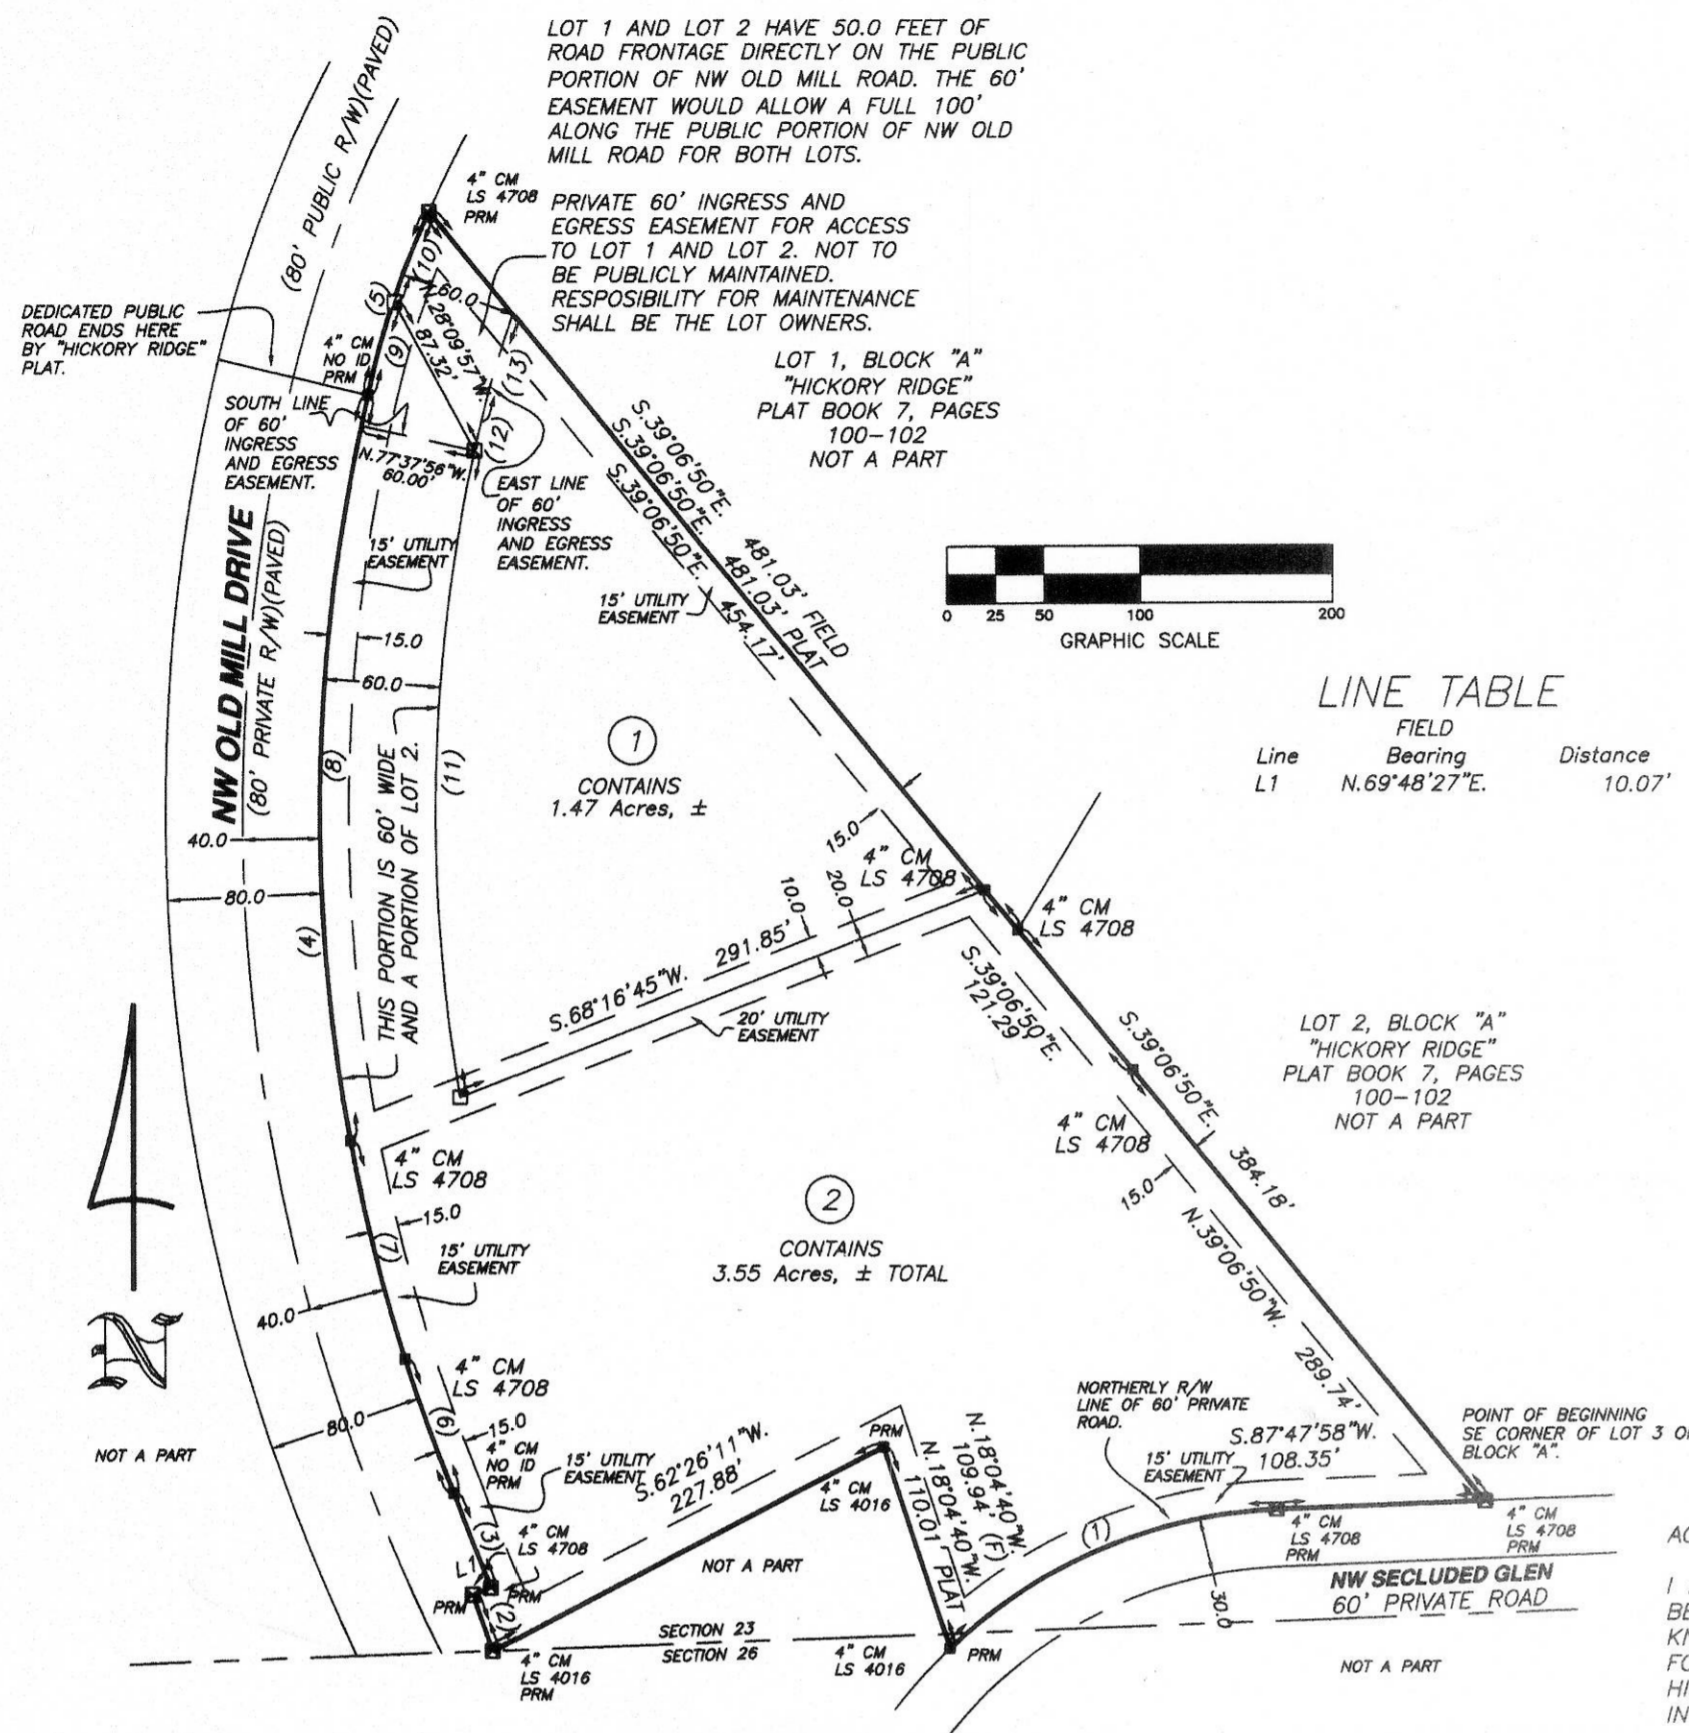 LOT 1 AND LOT 2 HAVE 50.0 FEET OF
ROAD FRONTAGE DIRECTLY ON THE PUBLIC
PORTION OF NW OLD MILL ROAD. THE 60'
EASEMENT WOULD ALLOW A FULL 100'
ALONG THE PUBLIC PORTION OF NW OLD
MILL ROAD FOR BOTH LOTS.
(80' PUBLIC R/W)(PAVED)
4" CM
LS 4708
PRM
PRIVATE 60' INGRESS AND
EGRESS EASEMENT FOR ACCESS
TO LOT 1 AND LOT 2. NOT TO
BE PUBLICLY MAINTAINED.
RESPOSIBILITY FOR MAINTENANCE
SHALL BE THE LOT OWNERS.
DEDICATED PUBLIC
ROAD ENDS HERE
BY "HICKORY RIDGE"
PLAT.
(5)
(10)
60.0
N.28°09'57"W.
87.32'
(9)
(13)
(12)
4" CM
NO ID
PRM
LOT 1, BLOCK "A"
"HICKORY RIDGE"
PLAT BOOK 7, PAGES
100-102
NOT A PART
SOUTH LINE
OF 60'
INGRESS
AND EGRESS
EASEMENT.
N.77°37'56"W.
60.00'
EAST LINE
OF 60'
INGRESS
AND EGRESS
EASEMENT.
S.39°06'50"E.
S.39°06'50"E.
S.39°06'50"E.
481.03' FIELD
481.03' PLAT
454.17'
NW OLD MILL DRIVE
(80' PRIVATE R/W)(PAVED)
15' UTILITY
EASEMENT
15' UTILITY
EASEMENT
0 25 50 100 200
GRAPHIC SCALE
15.0
60.0
LINE TABLE
FIELD
Line Bearing Distance
L1 N.69°48'27"E. 10.07'
(8)
(11)
THIS PORTION IS 60' WIDE
AND A PORTION OF LOT 2.
1
CONTAINS
1.47 Acres, ±
40.0
80.0
(4)
15.0
4" CM
LS 4708
10.0
20.0
4" CM
LS 4708
S.68°16'45"W. 291.85'
20' UTILITY
EASEMENT
S.39°06'50"E.
121.29'
S.39°06'50"E. 384.18'
LOT 2, BLOCK "A"
"HICKORY RIDGE"
PLAT BOOK 7, PAGES
100-102
NOT A PART
4" CM
LS 4708
4" CM
LS 4708
15.0
2
CONTAINS
3.55 Acres, ± TOTAL
15.0
N.39°06'50"W. 289.74'
(7)
15' UTILITY
EASEMENT
40.0
N
4" CM
LS 4708
(6)
80.0
15.0
NOT A PART
4" CM
NO ID
PRM
15' UTILITY
EASEMENT
S.62°26'11"W.
227.88'
PRM
4" CM
LS 4016
N.18°04'40"W.
109.94' (F)
N.18°04'40"W.
110.01' PLAT
NORTHERLY R/W
LINE OF 60' PRIVATE
ROAD.
S.87°47'58"W.
108.35'
15' UTILITY
EASEMENT
POINT OF BEGINNING
SE CORNER OF LOT 3 O
BLOCK "A".
(1)
4" CM
LS 4708
PRM
4" CM
LS 4708
PRM
(3)
4" CM
LS 4708
L1
PRM
PRM
(2)
NOT A PART
NW SECLUDED GLEN
60' PRIVATE ROAD
30.0
SECTION 23
SECTION 26
4" CM
LS 4016
PRM
4" CM
LS 4016
PRM
NOT A PART
I
BE
FO
IN